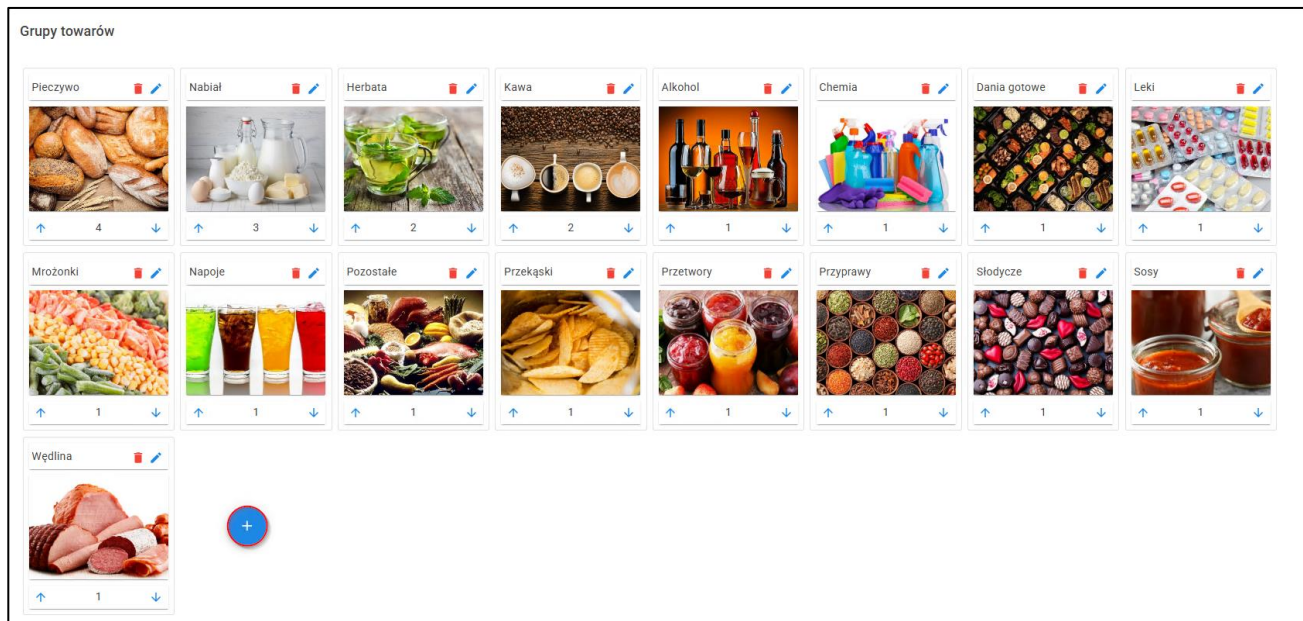 Grupy towarów
Pieczywo Nabiał Herbata Kawa Alkohol Chemia Dania gotowe Leki
4 3 2 2 1 1 1 1
Mrożonki Napoje Pozostałe Przekąski Przetwory Przyprawy Słodycze Sosy
1 1 1 1 1 1 1 1
Wędlina
1